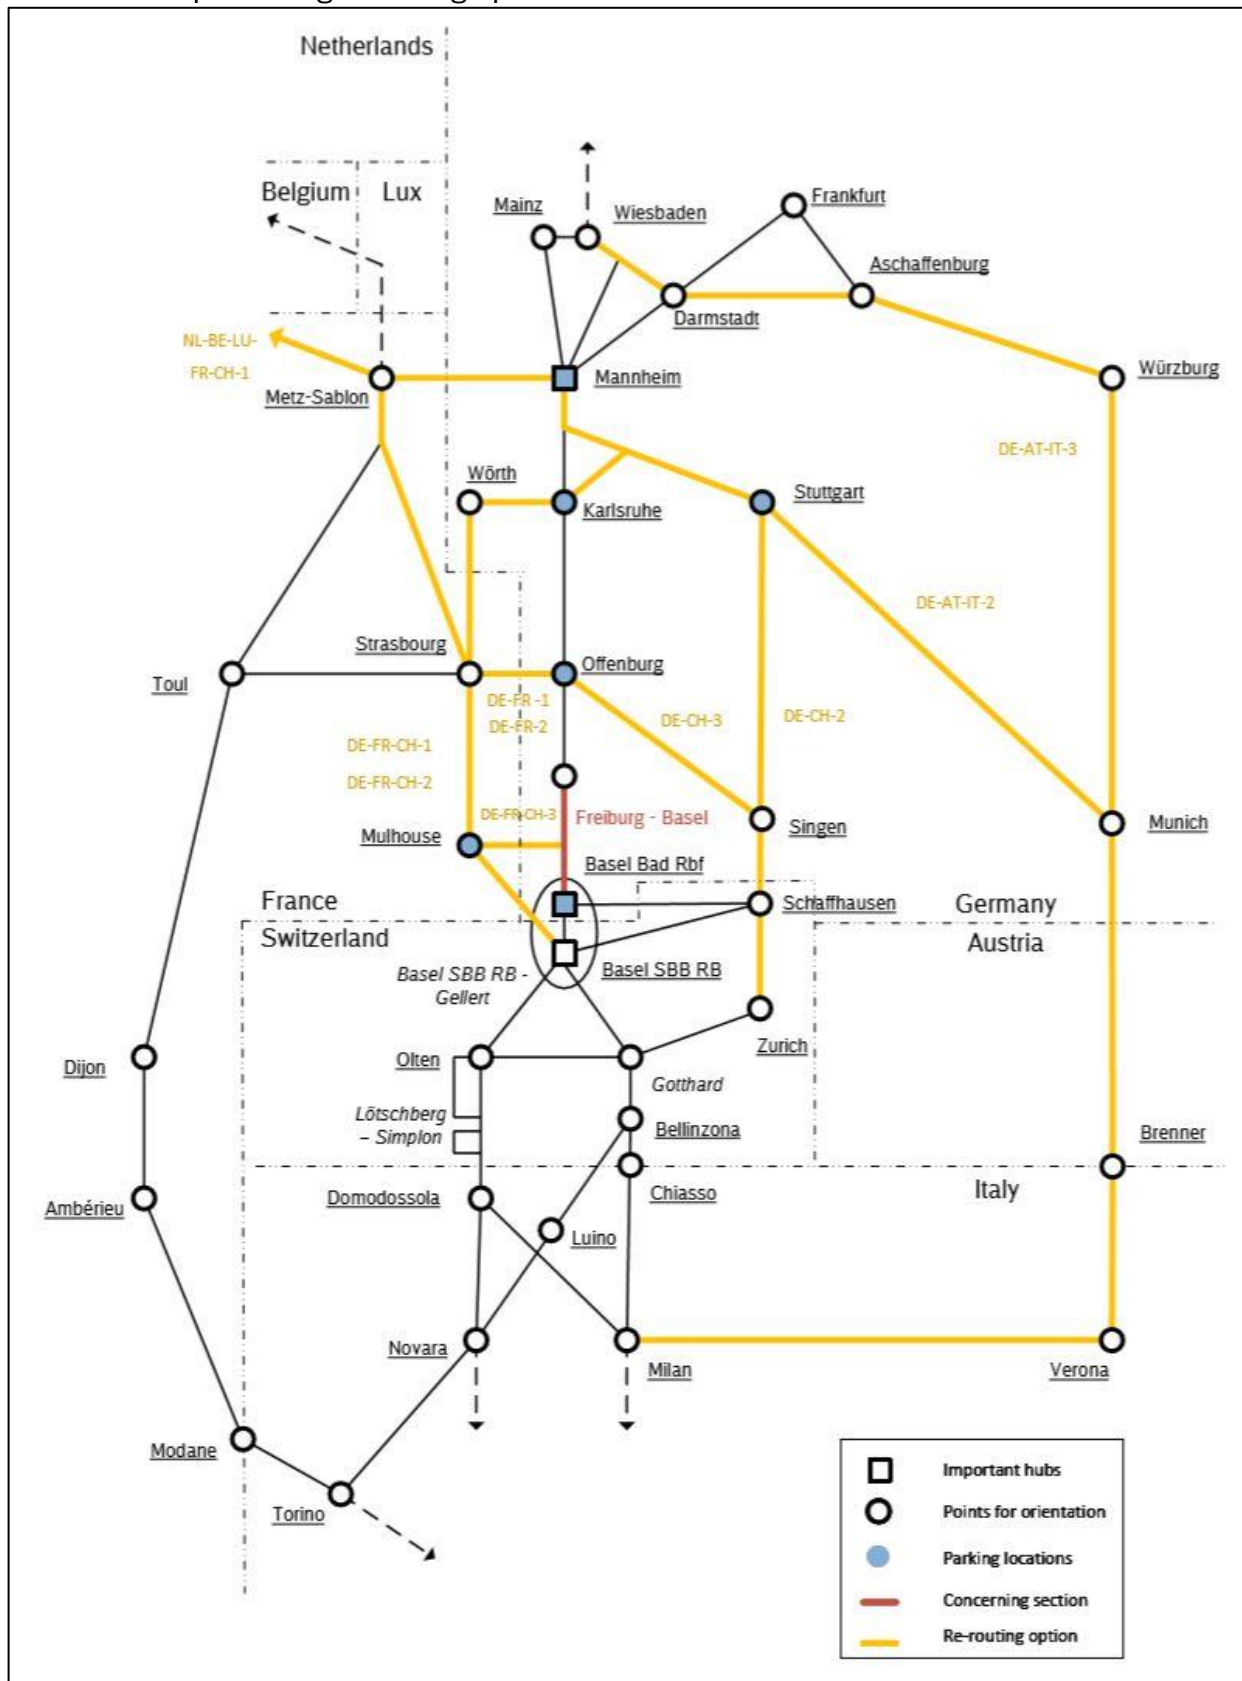 Netherlands
Belgium
Lux
Mainz
Wiesbaden
Frankfurt
Aschaffenburg
Darmstadt
NL-BE-LU-
FR-CH-1
Metz-Sablon
Mannheim
Würzburg
DE-AT-IT-3
Wörth
Karlsruhe
Stuttgart
DE-AT-IT-2
Strasbourg
Offenburg
Toul
DE-FR -1
DE-FR-2
DE-CH-3
DE-CH-2
DE-FR-CH-1
DE-FR-CH-2
DE-FR-CH-3
Freiburg - Basel
Mulhouse
Singen
Munich
Basel Bad Rbf
France
Schaffhausen
Germany
Switzerland
Austria
Basel SBB RB -
Gellert
Basel SBB RB
Zurich
Olten
Dijon
Gotthard
Lötschberg
– Simplon
Bellinzona
Brenner
Domodossola
Chiasso
Italy
Ambérieu
Luino
Novara
Milan
Verona
Modane
Torino
Important hubs
Points for orientation
Parking locations
Concerning section
Re-routing option